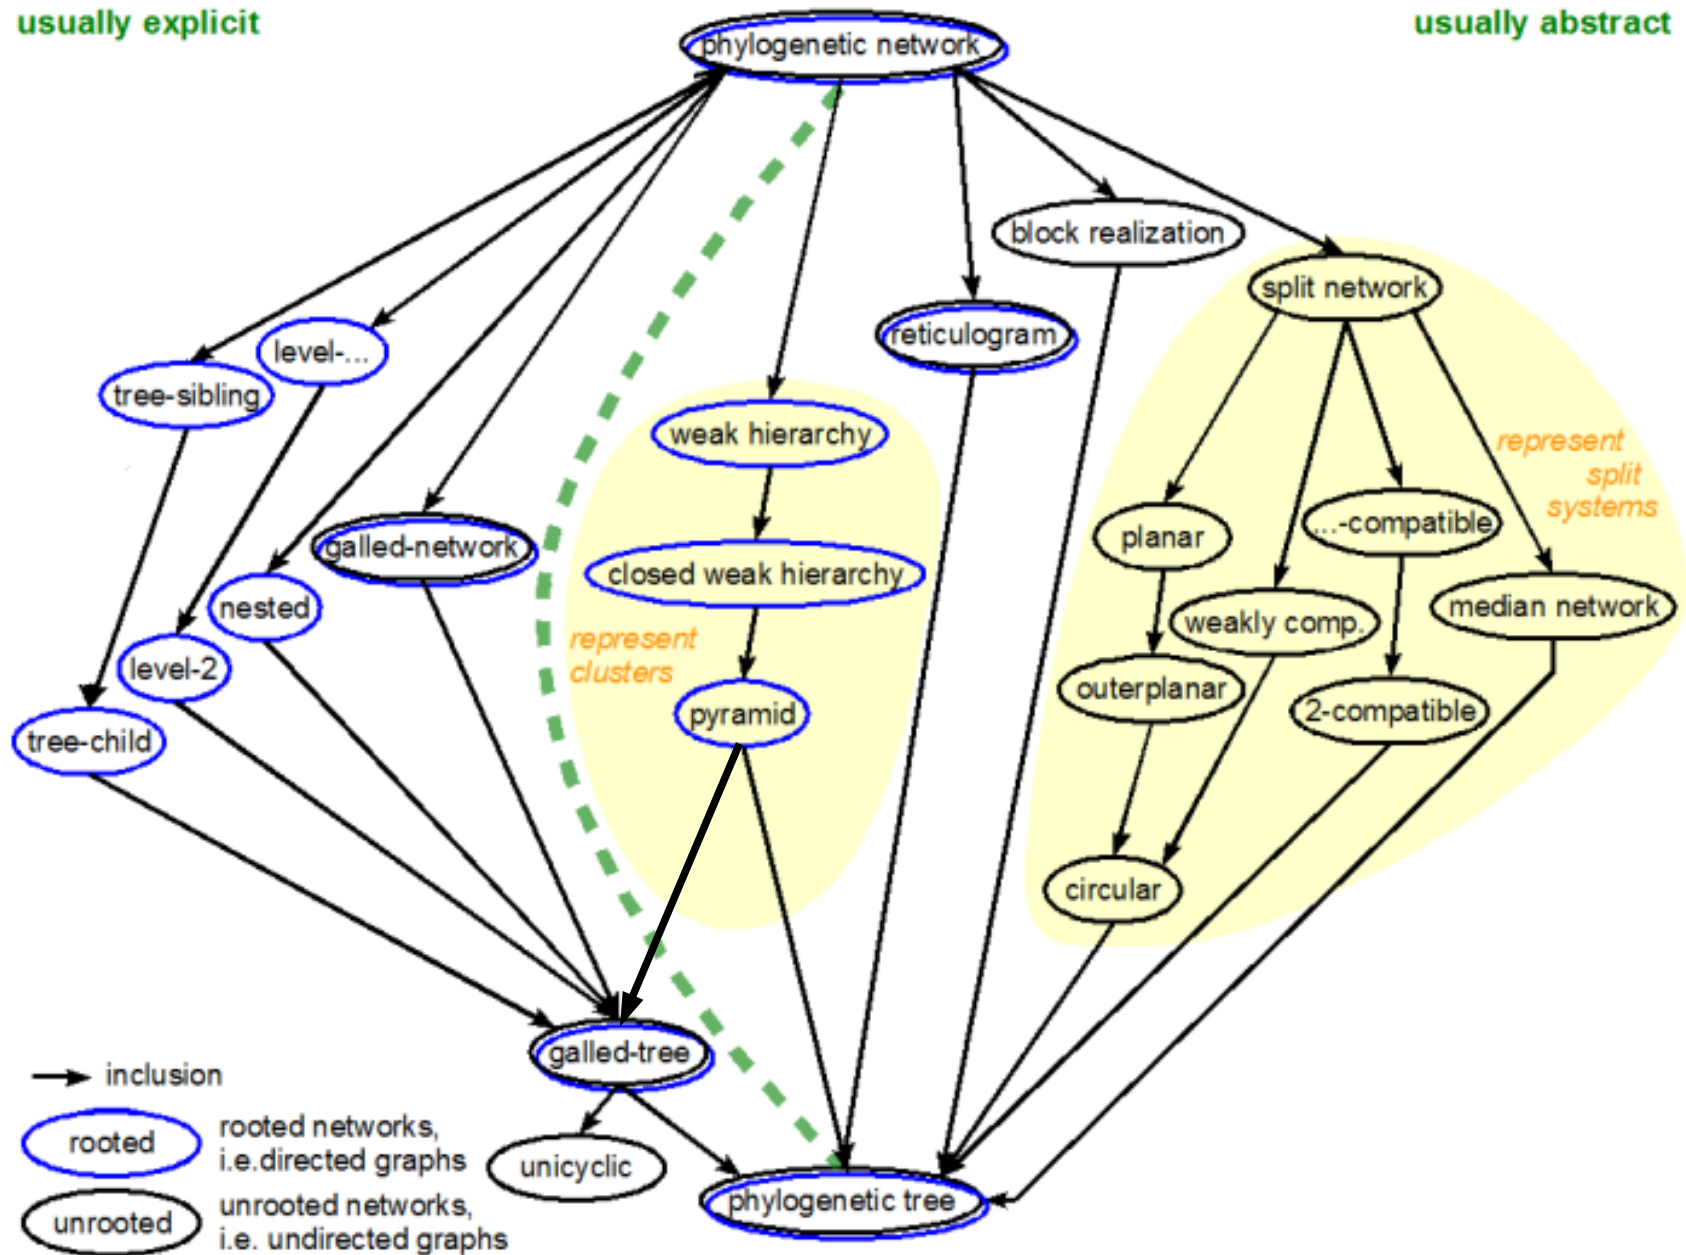 usually explicit
usually abstract
phylogenetic network
block realization
split network
reticulogram
level-...
tree-sibling
weak hierarchy
represent
split
systems
planar
...-compatible
galled-network
closed weak hierarchy
nested
weakly comp.
median network
represent
clusters
level-2
outerplanar
2-compatible
pyramid
tree-child
circular
galled-tree
inclusion
rooted
rooted networks,
i.e.directed graphs
unicyclic
phylogenetic tree
unrooted
unrooted networks,
i.e. undirected graphs